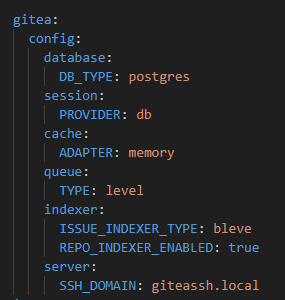 gitea:
  config:
    database:
      DB_TYPE: postgres
    session:
      PROVIDER: db
    cache:
      ADAPTER: memory
    queue:
      TYPE: level
    indexer:
      ISSUE_INDEXER_TYPE: bleve
      REPO_INDEXER_ENABLED: true
    server:
      SSH_DOMAIN: giteassh.local